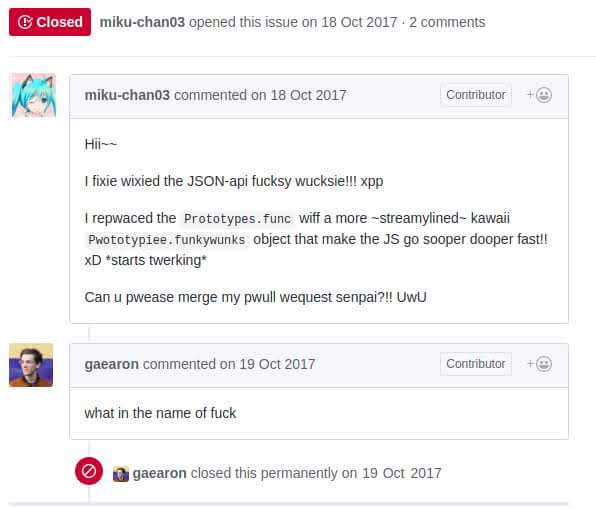 Closed miku-chan03 opened this issue on 18 Oct 2017 · 2 comments
miku-chan03 commented on 18 Oct 2017 Contributor +
Hii~~
I fixie wixied the JSON-api fucksy wucksie!!! xpp
I repwaced the Prototypes.func wiff a more ~streamylined~ kawaii
Pwototypiee.funkywunks object that make the JS go sooper dooper fast!!
xD *starts twerking*
Can u pwease merge my pwull wequest senpai?!! UwU
gaearon commented on 19 Oct 2017 Contributor +
what in the name of fuck
gaearon closed this permanently on 19 Oct 2017